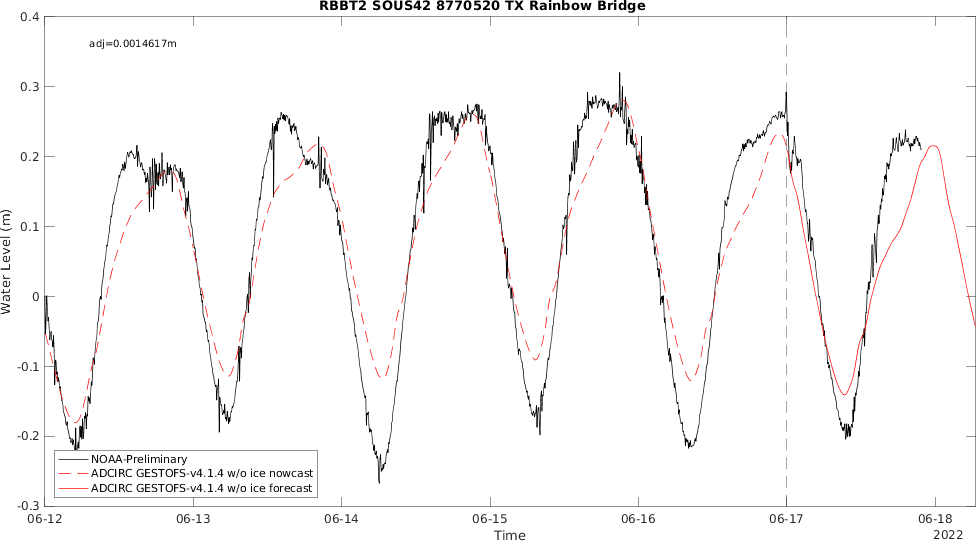 RBBT2 SOUS42 8770520 TX Rainbow Bridge
0.4
adj=0.0014617m
0.3
0.2
0.1
0
-0.1
-0.2
-0.3
Water Level (m)
NOAA-Preliminary
ADCIRC GESTOFS-v4.1.4 w/o ice nowcast
ADCIRC GESTOFS-v4.1.4 w/o ice forecast
06-12 06-13 06-14 06-15 06-16 06-17 06-18
Time
2022